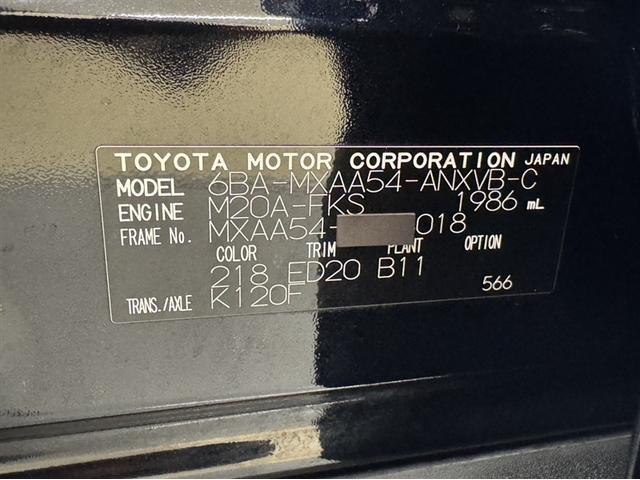 TOYOTA MOTOR CORPORATION JAPAN
MODEL 6BA-MXAA54-ANXVB-C
ENGINE M20A-FKS 1986 mL
FRAME No. MXAA54- 018
COLOR TRIM PLANT OPTION
218 ED20 B11
TRANS./AXLE K120F 566